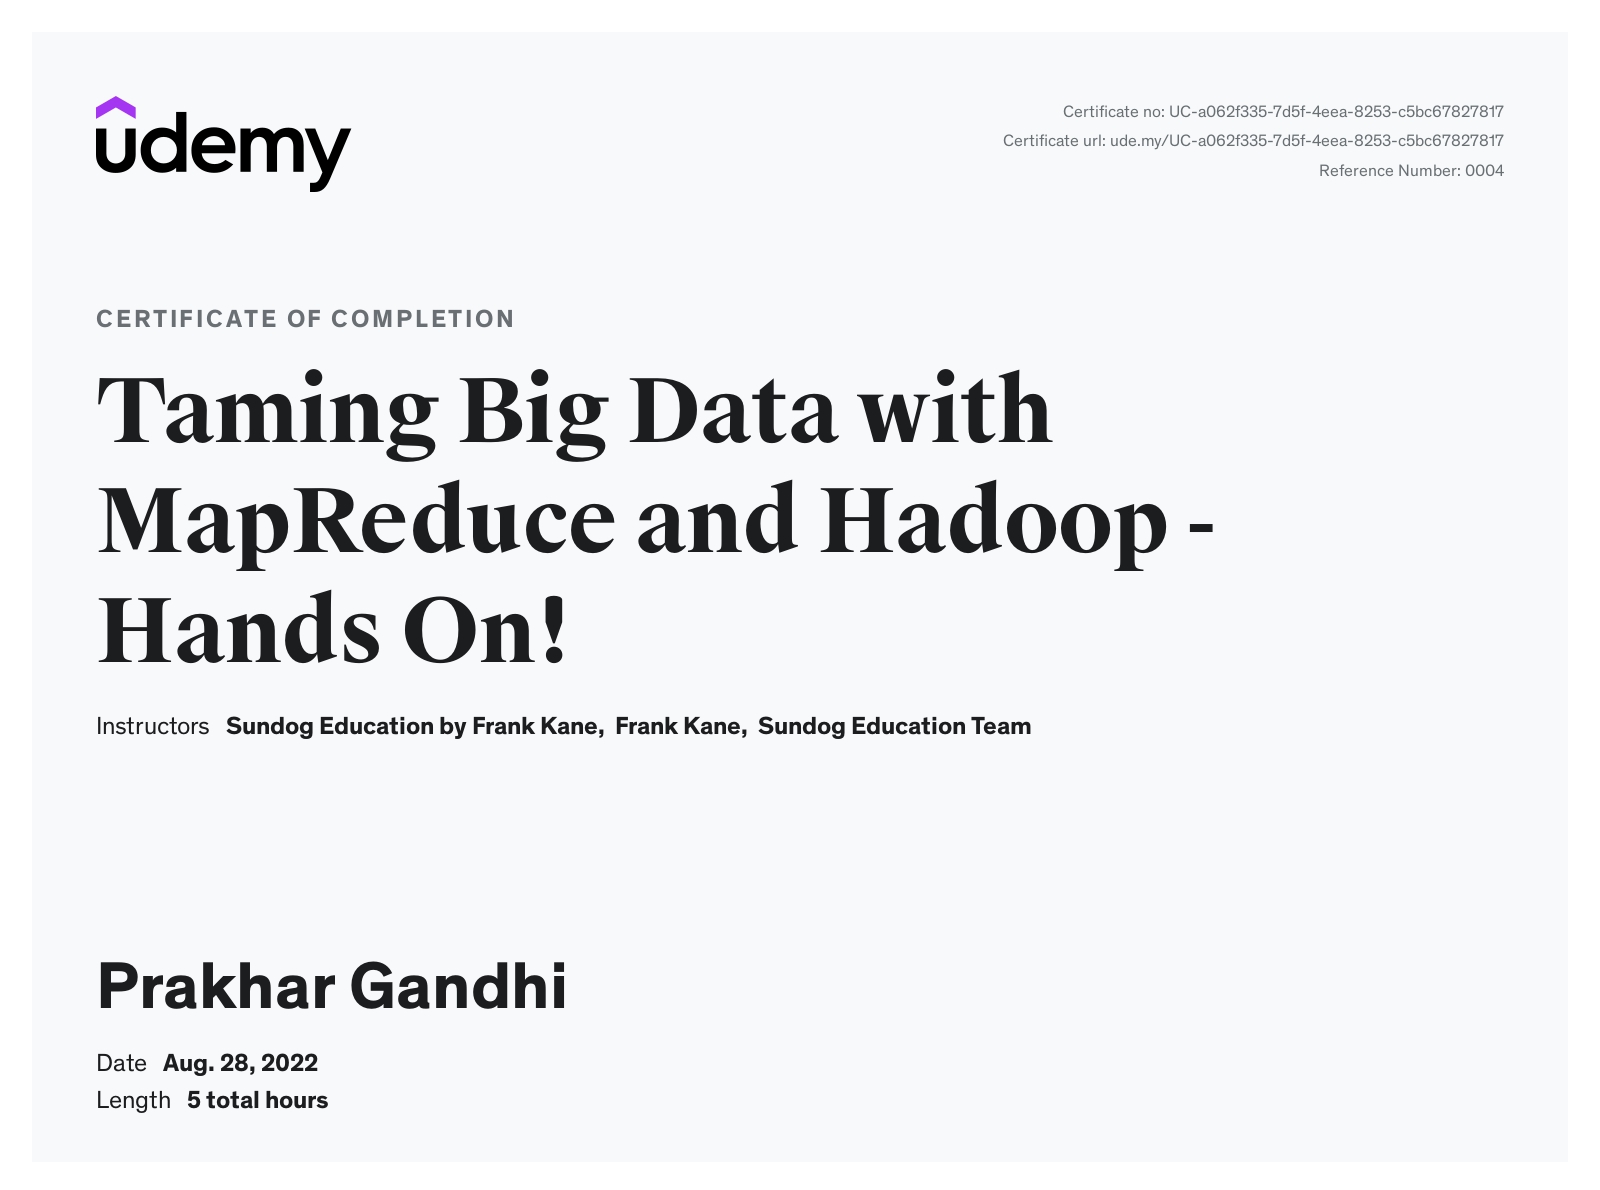 udemy
Certificate no: UC-a062f335-7d5f-4eea-8253-c5bc67827817
Certificate url: ude.my/UC-a062f335-7d5f-4eea-8253-c5bc67827817
Reference Number: 0004
CERTIFICATE OF COMPLETION
Taming Big Data with
MapReduce and Hadoop -
Hands On!
Instructors Sundog Education by Frank Kane, Frank Kane, Sundog Education Team
Prakhar Gandhi
Date Aug. 28, 2022
Length 5 total hours